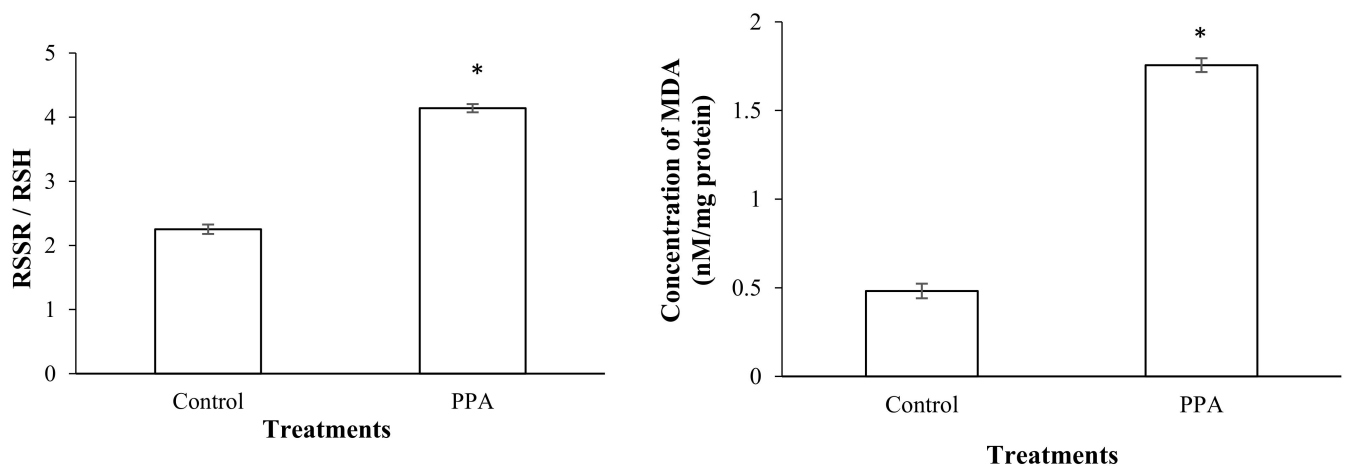 RSSR / RSH
5
4
3
2
1
0
*
Control
PPA
Treatments
Concentration of MDA
(nM/mg protein)
2
1.5
1
0.5
0
*
Control
PPA
Treatments